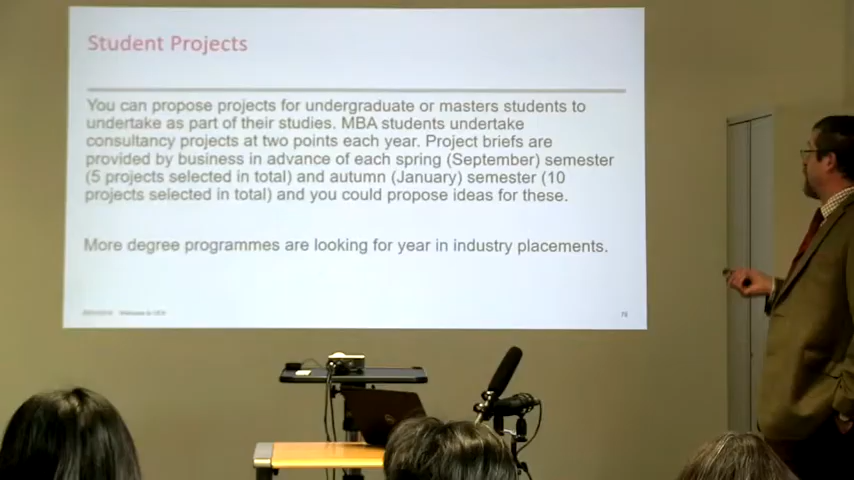 Student Projects
You can propose projects for undergraduate or masters students to
undertake as part of their studies. MBA students undertake
consultancy projects at two points each year. Project briefs are
provided by business in advance of each spring (September) semester
(5 projects selected in total) and autumn (January) semester (10
projects selected in total) and you could propose ideas for these.
More degree programmes are looking for year in industry placements.